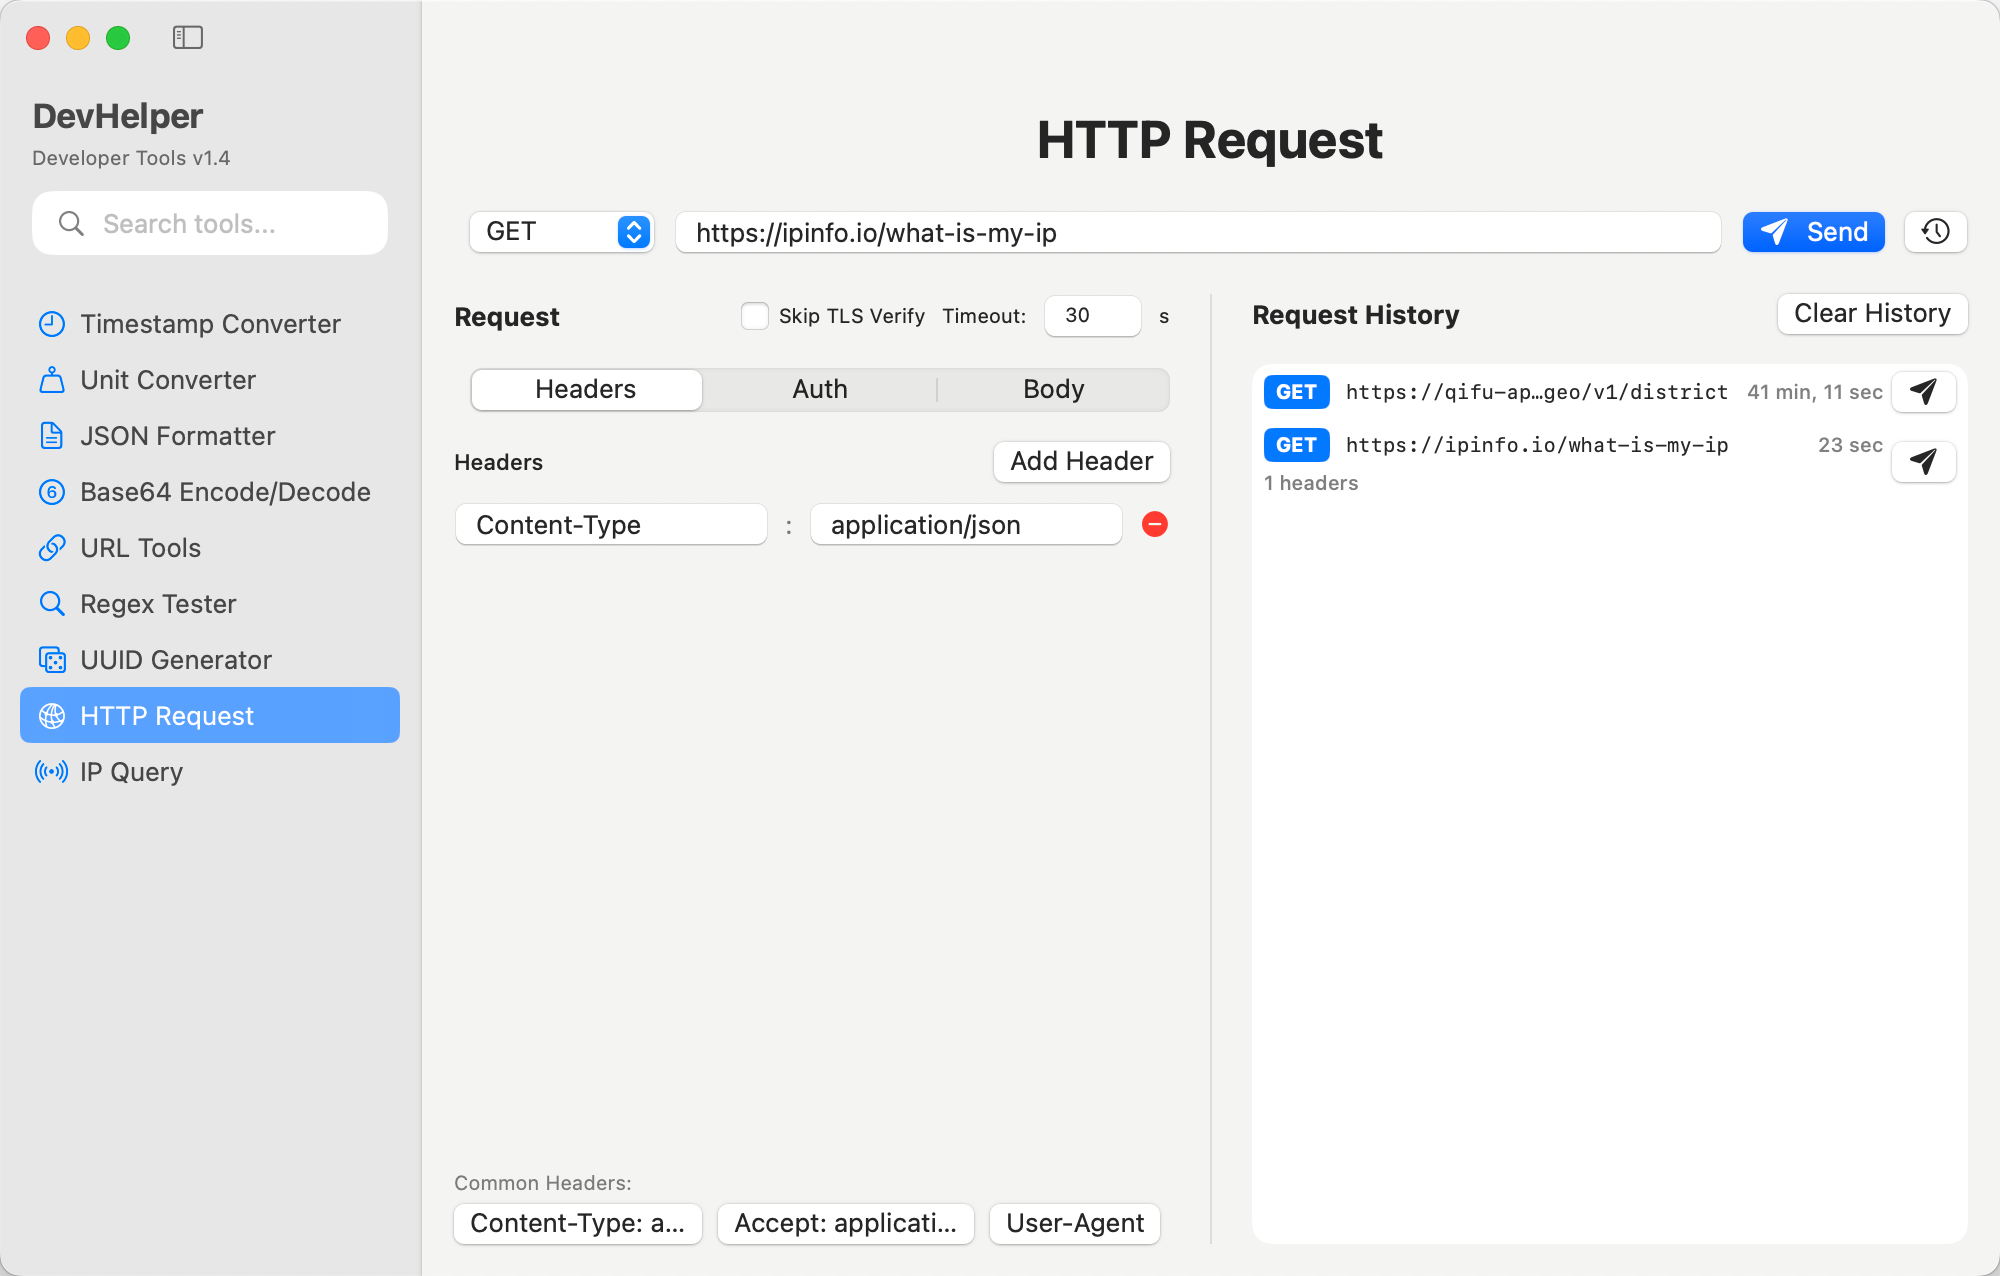 DevHelper
Developer Tools v1.4
Search tools...
Timestamp Converter
Unit Converter
JSON Formatter
6 Base64 Encode/Decode
URL Tools
Regex Tester
UUID Generator
HTTP Request
IP Query
HTTP Request
GET https://ipinfo.io/what-is-my-ip Send
Request Skip TLS Verify Timeout: 30 s
Headers Auth Body
Headers Add Header
Content-Type : application/json
Common Headers:
Content-Type: a... Accept: applicati... User-Agent
Request History Clear History
GET https://qifu-ap…geo/v1/district 41 min, 11 sec
GET https://ipinfo.io/what-is-my-ip 23 sec
1 headers